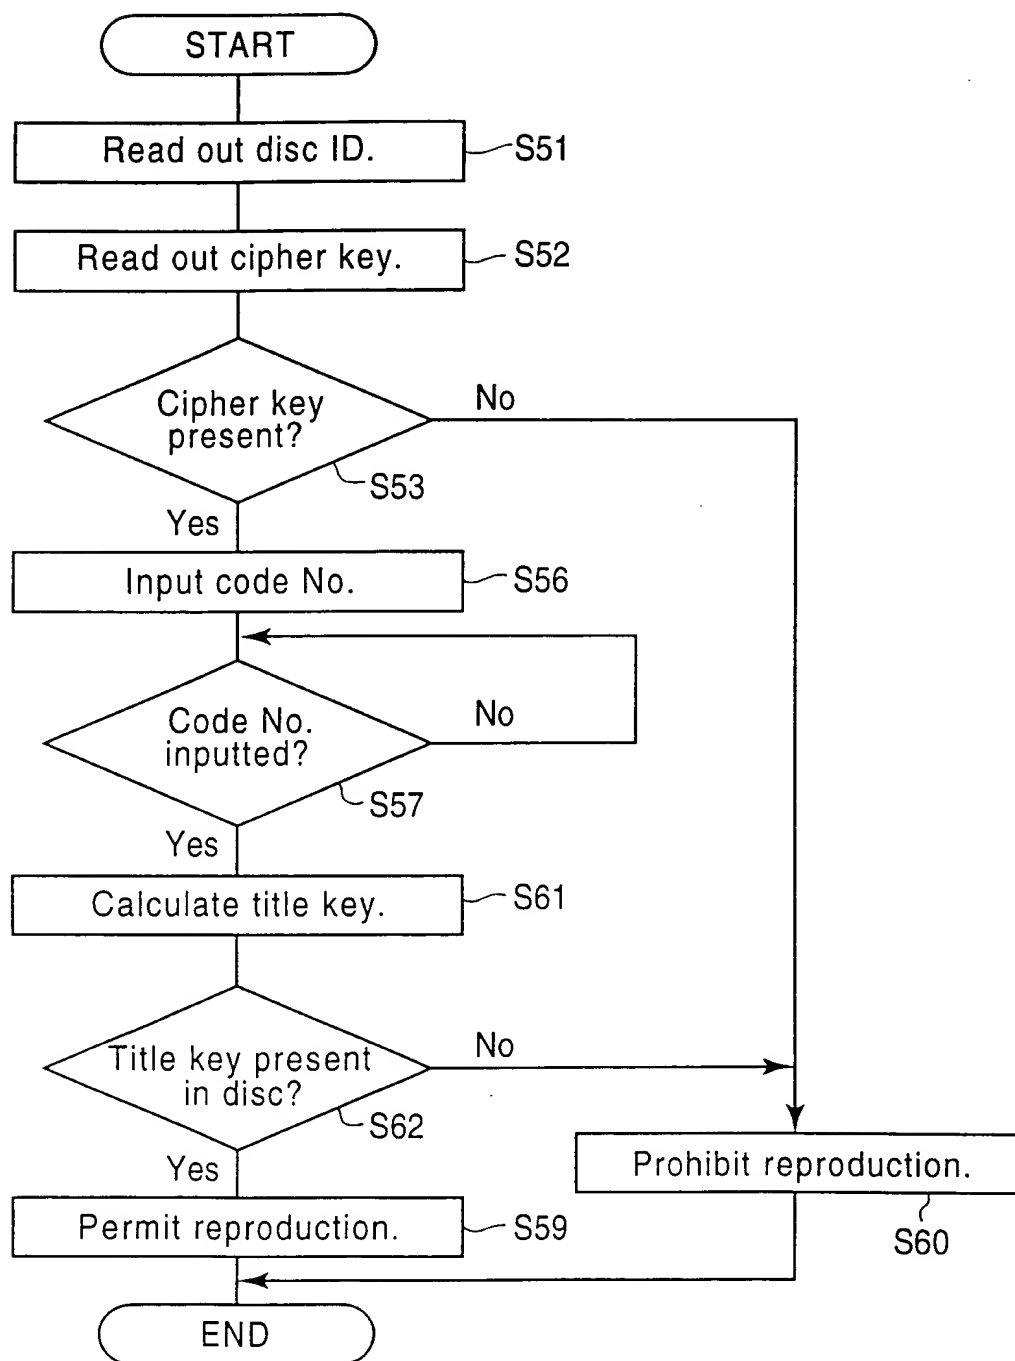 START
Read out disc ID.
S51
Read out cipher key.
S52
Cipher key
present?
No
S53
Yes
Input code No.
S56
Code No.
inputted?
No
S57
Yes
Calculate title key.
S61
Title key present
in disc?
No
S62
Yes
Prohibit reproduction.
S60
Permit reproduction.
S59
END